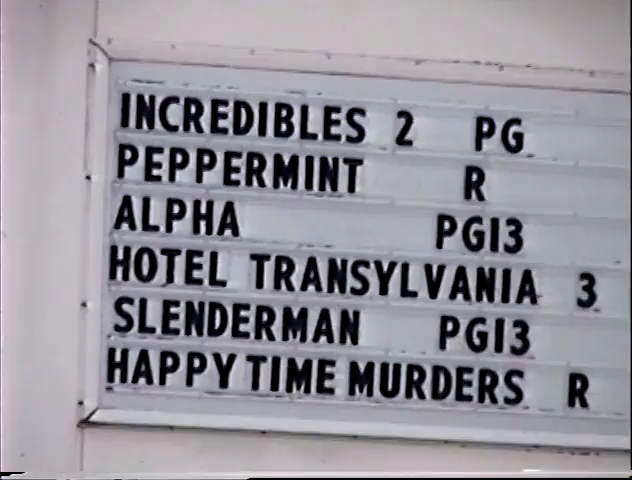 INCREDIBLES 2 PG
PEPPERMINT R
ALPHA PG13
HOTEL TRANSYLVANIA 3
SLENDERMAN PG13
HAPPY TIME MURDERS R